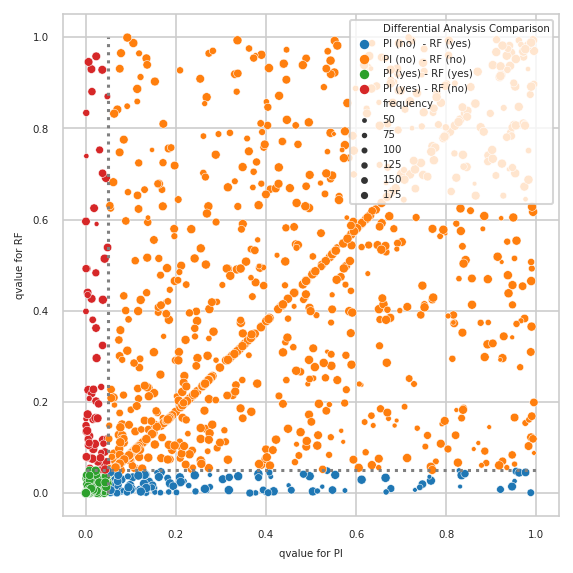 Differential Analysis Comparison
PI (no)  - RF (yes)
PI (no)  - RF (no)
PI (yes) - RF (yes)
PI (yes) - RF (no)
frequency
50
75
100
125
150
175
1.0
0.8
0.6
0.4
0.2
0.0
qvalue for RF
0.0 0.2 0.4 0.6 0.8 1.0
qvalue for PI